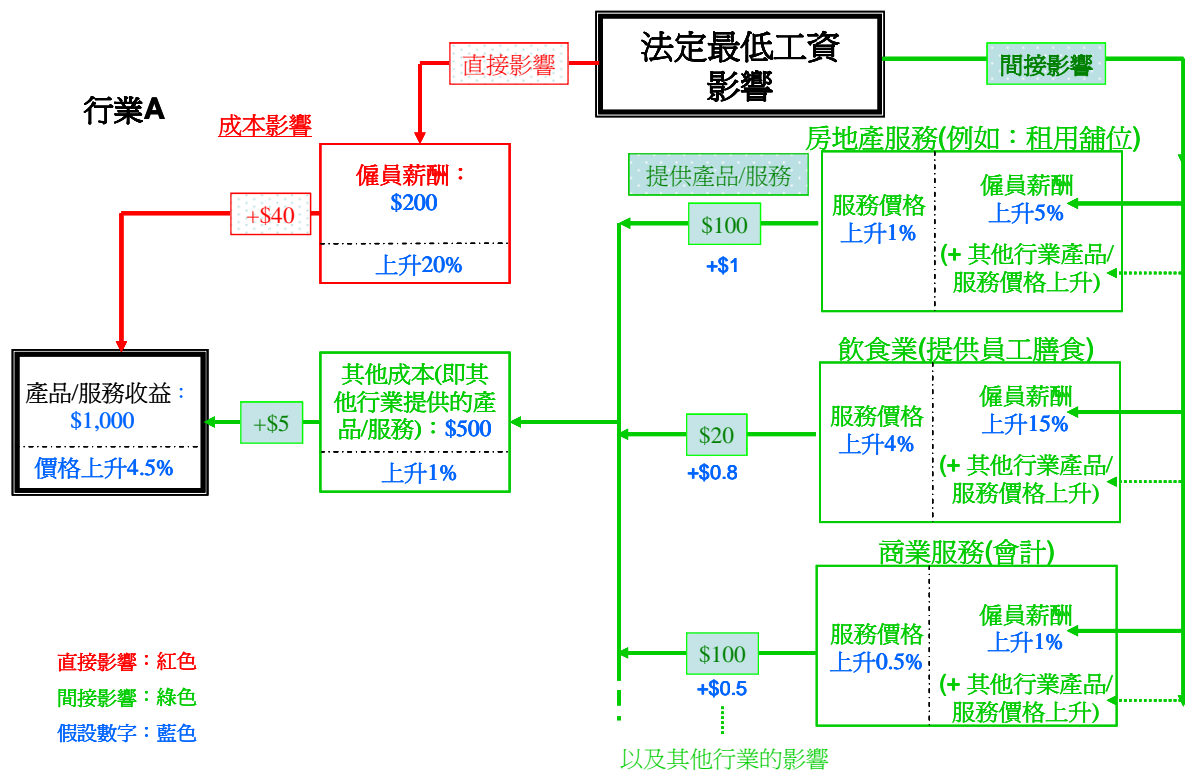 法定最低工資
影響
直接影響
間接影響
行業A
成本影響
僱員薪酬：
$200
上升20%
+$40
產品/服務收益：
$1,000
價格上升4.5%
+$5
其他成本(即其
他行業提供的產
品/服務)：$500
上升1%
提供產品/服務
$100
+$1
房地產服務(例如：租用舖位)
服務價格
上升1%
僱員薪酬
上升5%
(+ 其他行業產品/
服務價格上升)
$20
+$0.8
飲食業(提供員工膳食)
服務價格
上升4%
僱員薪酬
上升15%
(+ 其他行業產品/
服務價格上升)
$100
+$0.5
商業服務(會計)
服務價格
上升0.5%
僱員薪酬
上升1%
(+ 其他行業產品/
服務價格上升)
以及其他行業的影響
直接影響：紅色
間接影響：綠色
假設數字：藍色